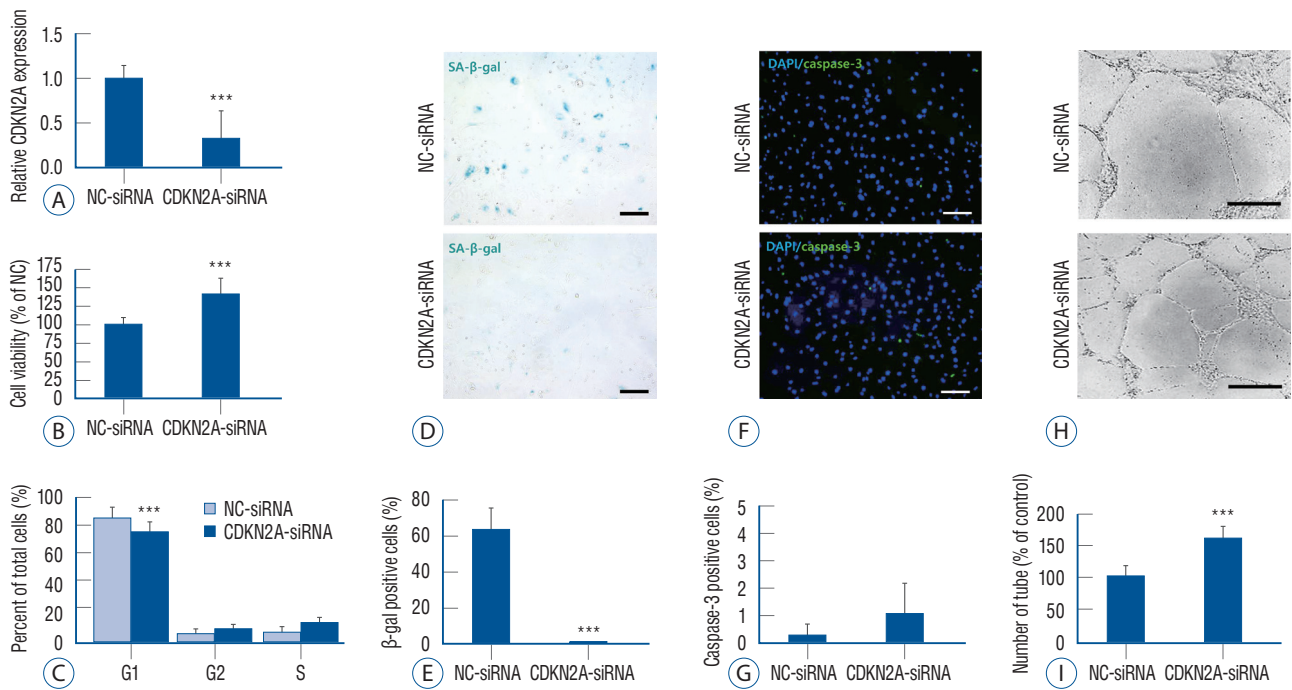 Relative CDKN2A expression
1.5
1.0
0.5
0.0
***
NC-siRNA CDKN2A-siRNA
A
Cell viability (% of NC)
175
150
125
100
75
50
25
0
***
NC-siRNA CDKN2A-siRNA
B
Percent of total cells (%)
100
80
60
40
20
0
***
NC-siRNA
CDKN2A-siRNA
G1 G2 S
C
NC-siRNA
SA-β-gal
CDKN2A-siRNA
SA-β-gal
D
β-gal positive cells (%)
80
60
40
20
0
***
NC-siRNA CDKN2A-siRNA
E
NC-siRNA
DAPI/caspase-3
CDKN2A-siRNA
DAPI/caspase-3
F
Caspase-3 positive cells (%)
5
4
3
2
1
0
NC-siRNA CDKN2A-siRNA
G
NC-siRNA
CDKN2A-siRNA
H
Number of tube (% of control)
200
150
100
50
0
***
NC-siRNA CDKN2A-siRNA
I